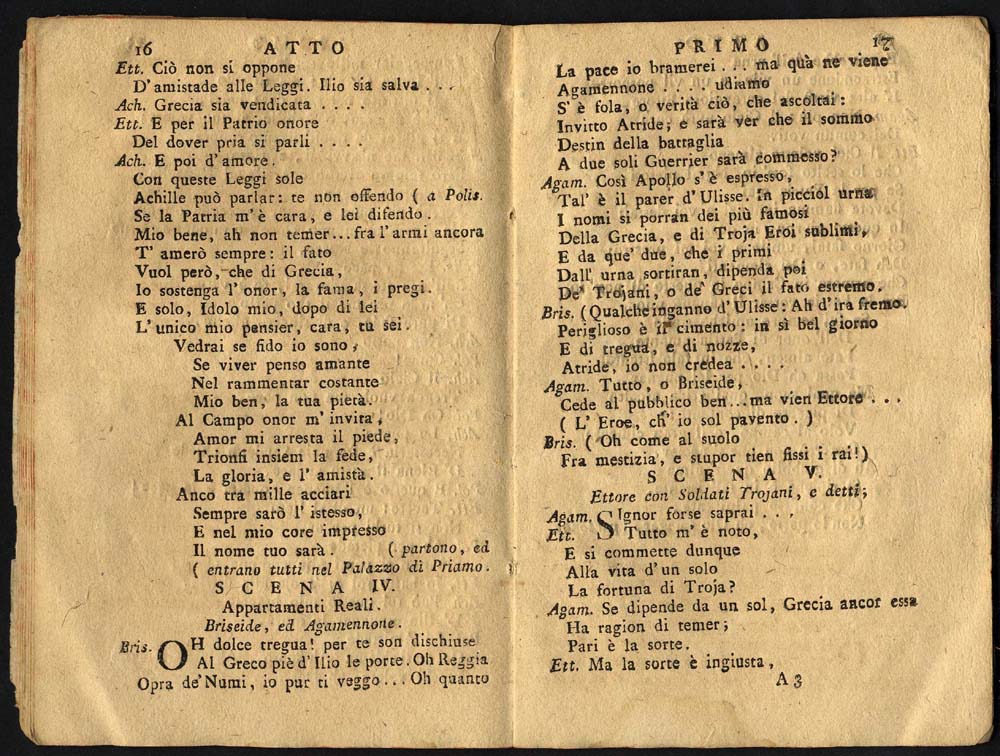 16 ATTO
Ett. Ciò non si oppone
D'amistade alle Leggi. Ilio sia salva . . .
Ach. Grecia sia vendicata . . . .
Ett. E per il Patrio onore
Del dover pria si parli . . . .
Ach. E poi d'amore.
Con queste Leggi sole
Achille può parlar: te non offendo ( a Polis.
Se la Patria m'è cara, e lei difendo.
Mio bene, ah non temer... fra l'armi ancora
T' amerò sempre: il fato
Vuol però, che di Grecia,
Io sostenga l'onor, la fama, i pregi.
E solo, Idolo mio, dopo di lei
L'unico mio pensier, cara, tu sei.
Vedrai se fido io sono,
Se viver penso amante
Nel rammentar costante
Mio ben, la tua pietà.
Al Campo onor m' invita,
Amor mi arresta il piede,
Trionfi insiem la fede,
La gloria, e l' amistà.
Anco tra mille acciari
Sempre sarò l' istesso,
E nel mio core impresso
Il nome tuo sarà. ( partono, ed
( entrano tutti nel Palazzo di Priamo.
SCENA IV.
Appartamenti Reali.
Briseide, ed Agamennone.
Bris. OH dolce tregua! per te son dischiuse
Al Greco piè d'Ilio le porte. Oh Reggia
Opra de'Numi, io pur ti veggo... Oh quanto
PRIMO 17
La pace io bramerei . . . ma quà ne viene
Agamennone . . . . udiamo
S' è fola, o verità ciò, che ascoltai:
Invitto Atride, e sarà ver che il sommo
Destin della battaglia
A due soli Guerrier sarà commesso?
Agam. Così Apollo s' è espresso,
Tal' è il parer d'Ulisse. In picciol urna
I nomi si porran dei più famosi
Della Grecia, e di Troja Eroi sublimi,
E da que' due, che i primi
Dall' urna sortiran, dipenda poi
De' Trojani, o de' Greci il fato estremo.
Bris. (Qualche inganno d'Ulisse: Ah d'ira fremo.
Periglioso è il cimento: in sì bel giorno
E di tregua, e di nozze,
Atride, io non credea . . . .
Agam. Tutto, o Briseide,
Cede al pubblico ben... ma vien Ettore . . .
( L' Eroe, ch' io sol pavento. )
Bris. ( Oh come al suolo
Fra mestizia, e stupor tien fissi i rai!)
SCENA V.
Ettore con Soldati Trojani, e detti;
Agam. SIgnor forse saprai . . .
Ett. Tutto m' è noto,
E si commette dunque
Alla vita d' un solo
La fortuna di Troja?
Agam. Se dipende da un sol, Grecia ancor essa
Ha ragion di temer;
Pari è la sorte.
Ett. Ma la sorte è ingiusta,
A 3